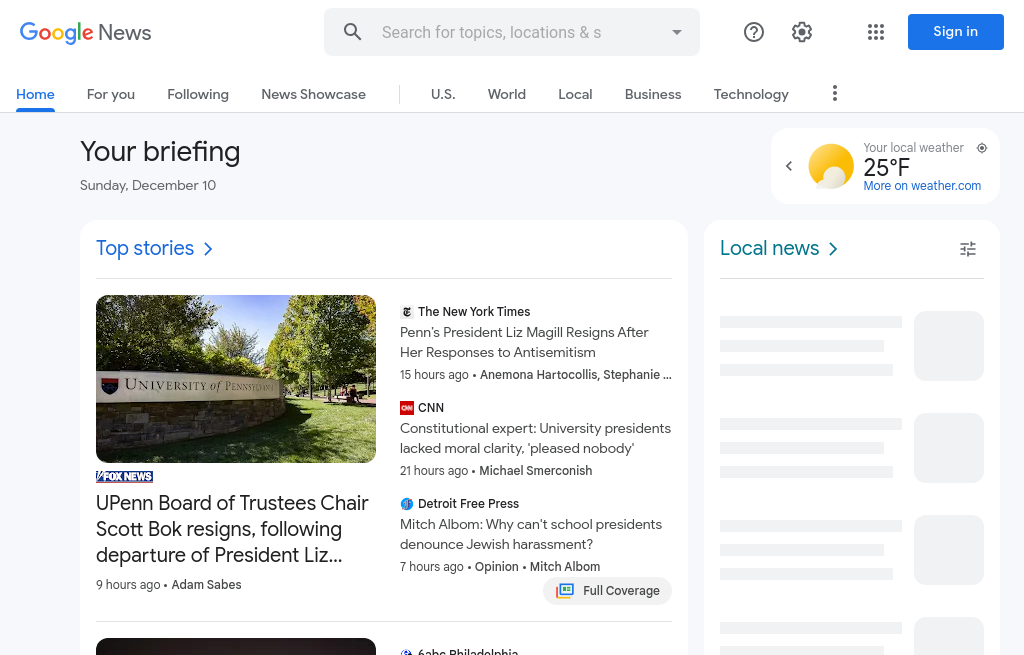 Google News
Search for topics, locations & s
Sign in
Home
For you
Following
News Showcase
U.S.
World
Local
Business
Technology
Your briefing
Sunday, December 10
Your local weather
25°F
More on weather.com
Top stories
UNIVERSITY of PENNSYLVANIA
FOX NEWS
UPenn Board of Trustees Chair
Scott Bok resigns, following
departure of President Liz...
9 hours ago • Adam Sabes
The New York Times
Penn’s President Liz Magill Resigns After
Her Responses to Antisemitism
15 hours ago • Anemona Hartocollis, Stephanie ...
CNN
CNN
Constitutional expert: University presidents
lacked moral clarity, 'pleased nobody'
21 hours ago • Michael Smerconish
Detroit Free Press
Mitch Albom: Why can't school presidents
denounce Jewish harassment?
7 hours ago • Opinion • Mitch Albom
Full Coverage
6abc Philadelphia
Local news